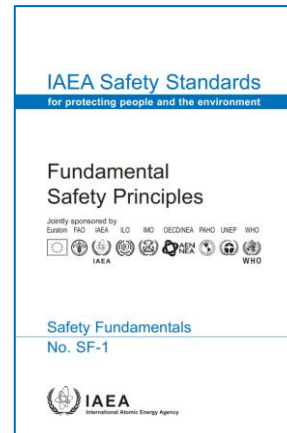 IAEA Safety Standards
for protecting people and the environment
Fundamental
Safety Principles
Jointly sponsored by
Euratom FAO IAEA ILO IMO OECD/NEA PAHO UNEP WHO
IAEA
AEN
NEA
WHO
Safety Fundamentals
No. SF-1
IAEA
International Atomic Energy Agency